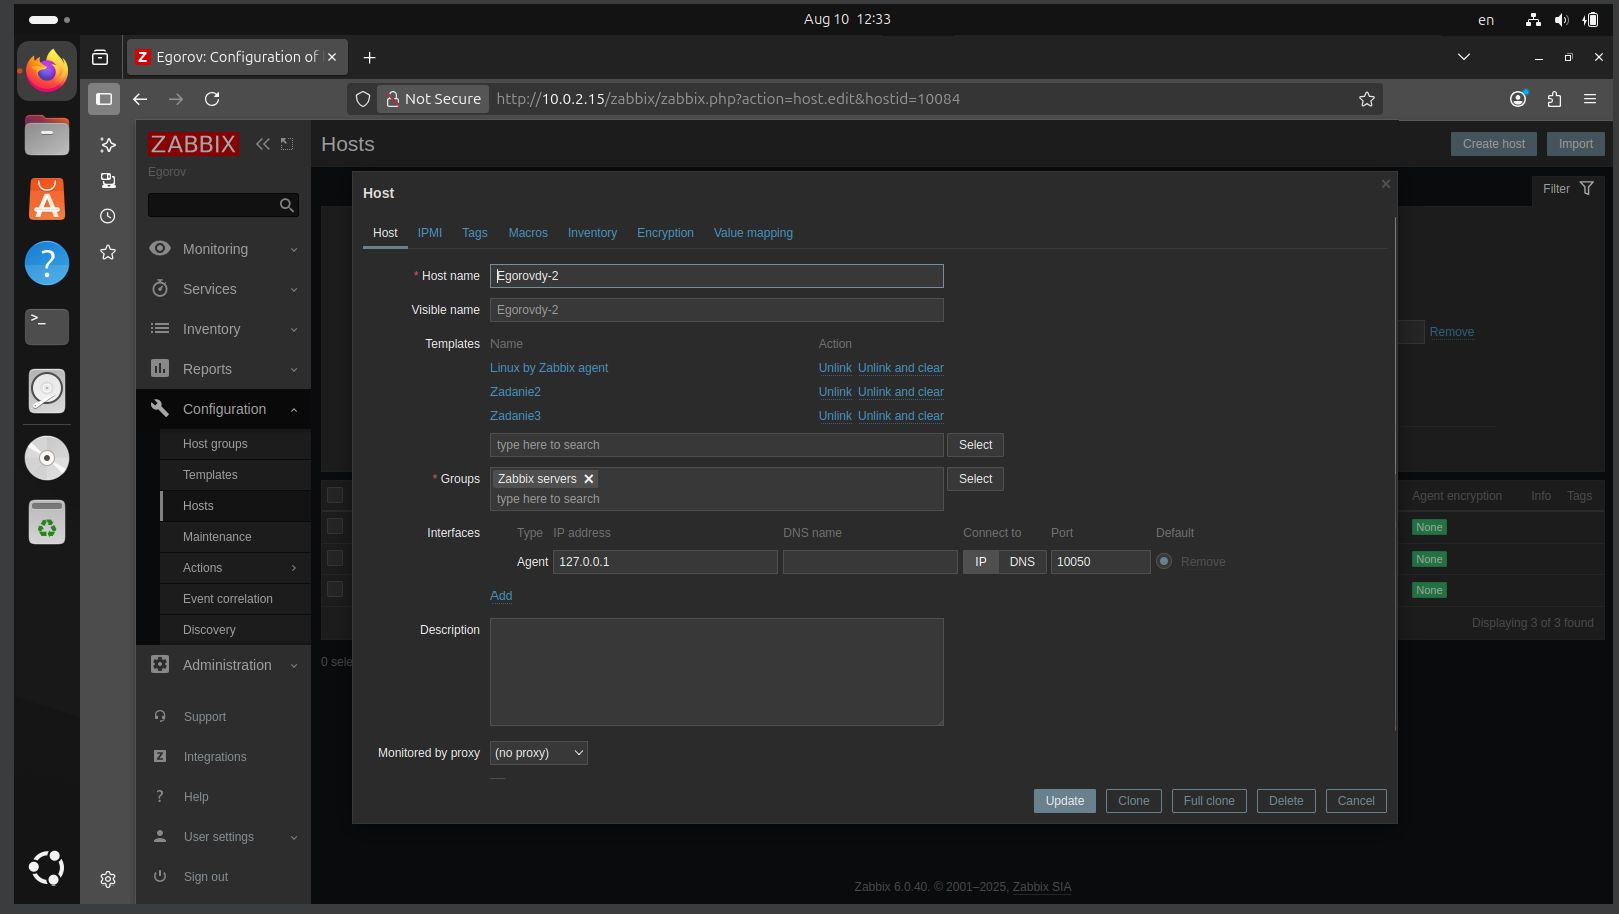 Aug 10 12:33
en
Egorov: Configuration of
Not Secure
http://10.0.2.15/zabbix/zabbix.php?action=host.edit&hostid=10084
ZABBIX
Egorov
Monitoring
Services
Inventory
Reports
Configuration
Host groups
Templates
Hosts
Maintenance
Actions
Event correlation
Discovery
Administration
Support
Integrations
Help
User settings
Sign out
Hosts
Create host
Import
Filter
Host
Host IPMI Tags Macros Inventory Encryption Value mapping
* Host name Egorovdy-2
Visible name Egorovdy-2
Templates Name Action
Linux by Zabbix agent Unlink Unlink and clear
Zadanie2 Unlink Unlink and clear
Zadanie3 Unlink Unlink and clear
type here to search Select
* Groups Zabbix servers Select
type here to search
Interfaces Type IP address DNS name Connect to Port Default
Agent 127.0.0.1 IP DNS 10050 Remove
Add
Description
Monitored by proxy (no proxy)
Update Clone Full clone Delete Cancel
Remove
Agent encryption Info Tags
None
None
None
Displaying 3 of 3 found
0 sele
Zabbix 6.0.40. © 2001–2025, Zabbix SIA